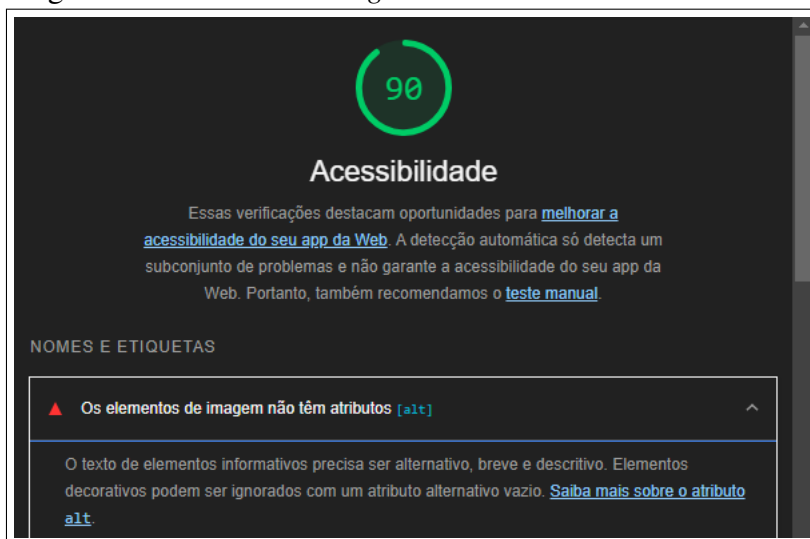 90
Acessibilidade
Essas verificações destacam oportunidades para melhorar a
acessibilidade do seu app da Web. A detecção automática só detecta um
subconjunto de problemas e não garante a acessibilidade do seu app da
Web. Portanto, também recomendamos o teste manual.
NOMES E ETIQUETAS
Os elementos de imagem não têm atributos [alt]
O texto de elementos informativos precisa ser alternativo, breve e descritivo. Elementos
decorativos podem ser ignorados com um atributo alternativo vazio. Saiba mais sobre o atributo
alt.